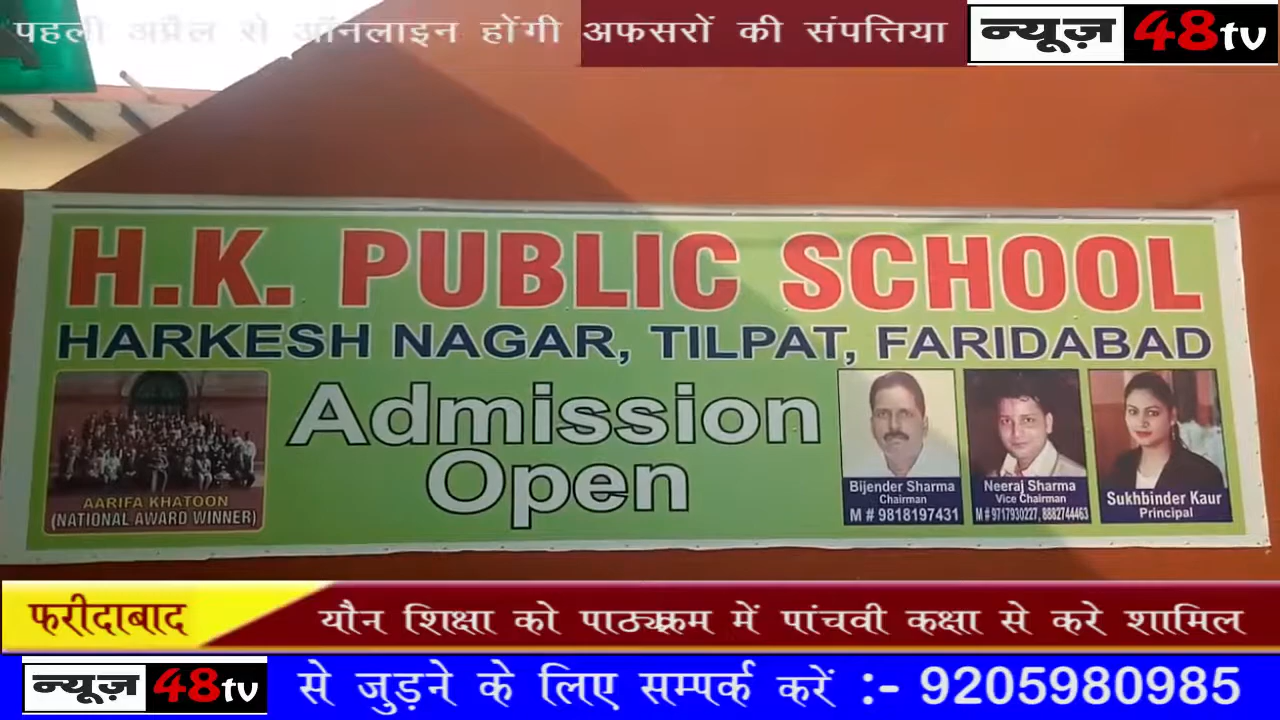 पहली अप्रैल से ऑनलाइन होंगी अफसरों की संपत्तिया
न्यूज़ 48tv
H.K. PUBLIC SCHOOL
HARKESH NAGAR, TILPAT, FARIDABAD
Admission
Open
AARIFA KHATOON
(NATIONAL AWARD WINNER)
Bijender Sharma
Chairman
M # 9818197431
Neeraj Sharma
Vice Chairman
M # 9717930227, 8882744463
Sukhbinder Kaur
Principal
फरीदाबाद
यौन शिक्षा को पाठ्यक्रम में पांचवी कक्षा से करे शामिल
न्यूज़ 48tv से जुड़ने के लिए सम्पर्क करें :- 9205980985